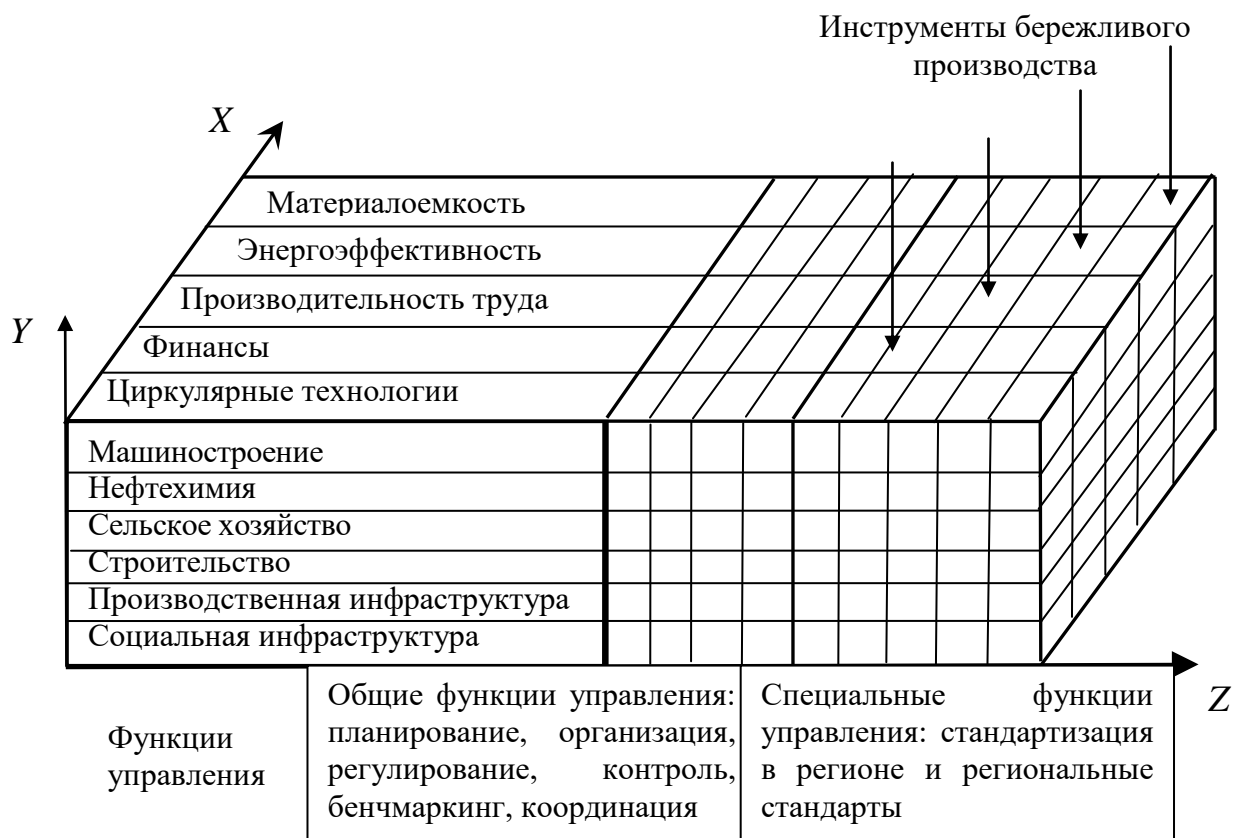 Инструменты бережливого
производства
X
Материалоемкость
Энергоэффективность
Производительность труда
Y
Финансы
Циркулярные технологии
Машиностроение
Нефтехимия
Сельское хозяйство
Строительство
Производственная инфраструктура
Социальная инфраструктура
Z
Функции
управления
Общие функции управления:
планирование, организация,
регулирование, контроль,
бенчмаркинг, координация
Специальные функции
управления: стандартизация
в регионе и региональные
стандарты